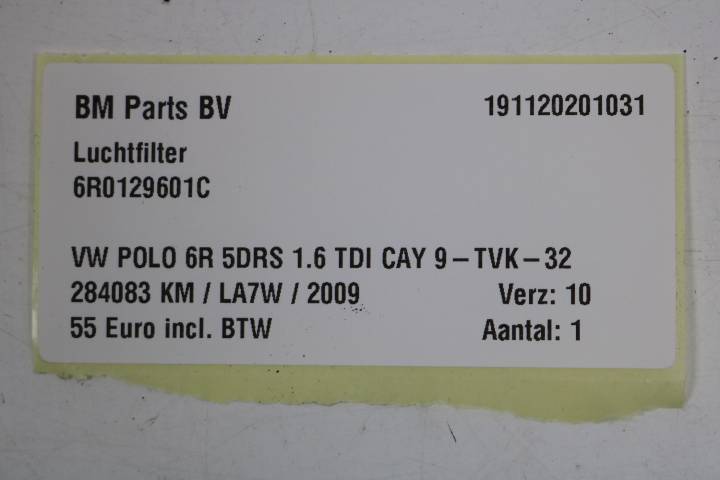 BM Parts BV 191120201031
Luchtfilter
6R0129601C
VW POLO 6R 5DRS 1.6 TDI CAY 9-TVK-32
284083 KM / LA7W / 2009 Verz: 10
55 Euro incl. BTW Aantal: 1